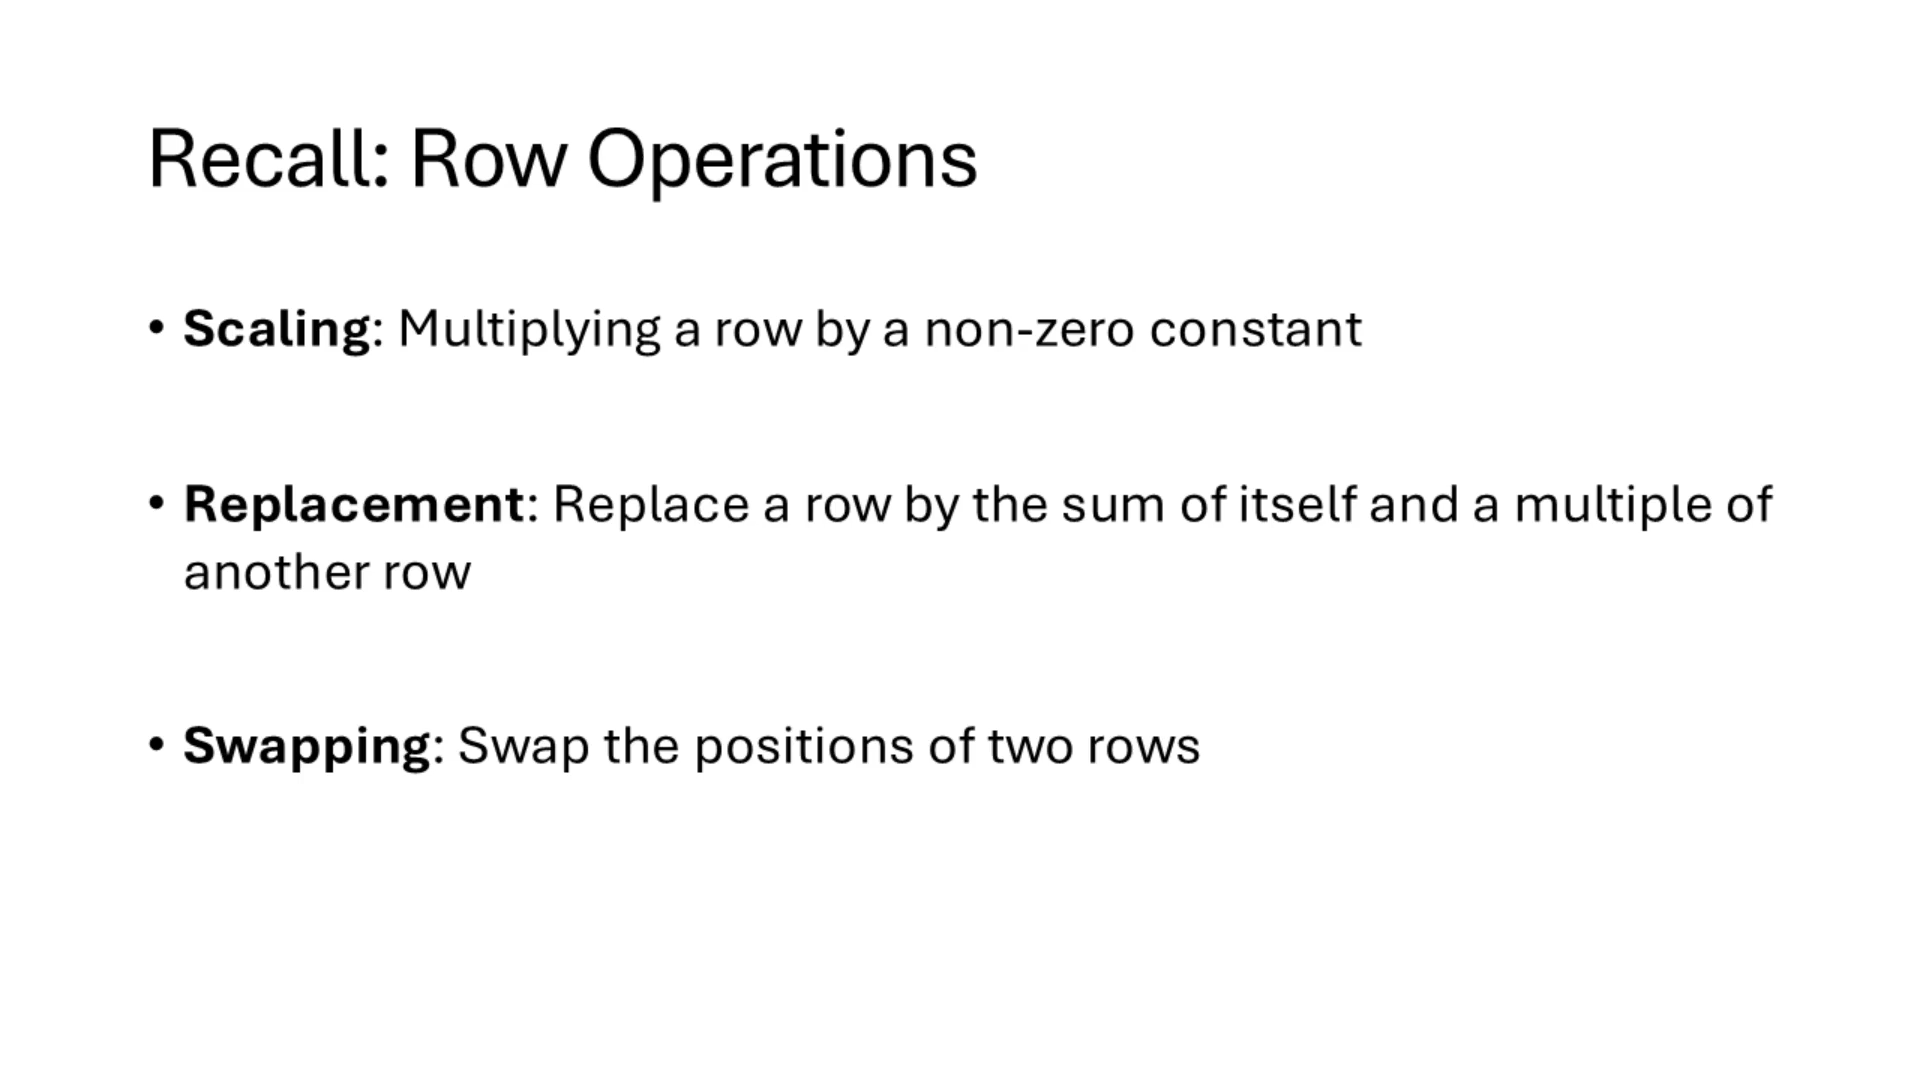 Recall: Row Operations
• Scaling: Multiplying a row by a non-zero constant
• Replacement: Replace a row by the sum of itself and a multiple of
another row
• Swapping: Swap the positions of two rows